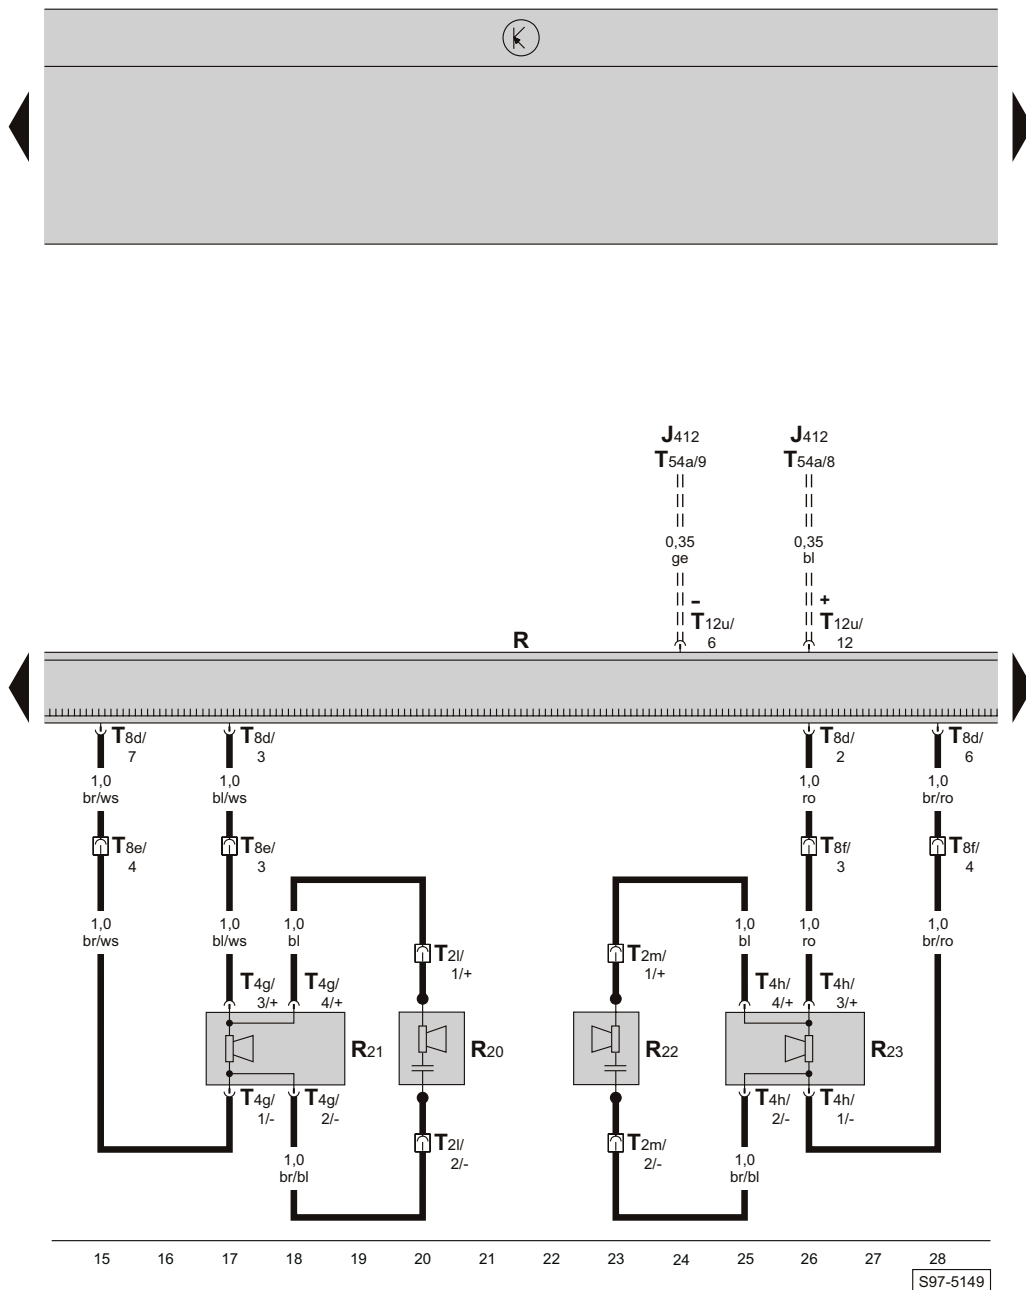 J412 J412
T54a/9 T54a/8
0,35 0,35
ge bl
- +
T12u/ T12u/
R 6 12
T8d/ T8d/ T8d/ T8d/
7 3 2 6
1,0 1,0 1,0 1,0
br/ws bl/ws ro br/ro
T8e/ T8e/ T8f/ T8f/
4 3 3 4
1,0 1,0 1,0 1,0 1,0 1,0
br/ws bl/ws bl bl ro br/ro
T2l/ T2m/
1/+ 1/+
T4g/ T4g/ T4h/ T4h/
3/+ 4/+ 4/+ 3/+
R21 R20 R22 R23
T4g/ T4g/ T4h/ T4h/
1/- 2/- 2/- 1/-
T2l/ T2m/
2/- 2/-
1,0 1,0
br/bl br/bl
15 16 17 18 19 20 21 22 23 24 25 26 27 28
S97-5149